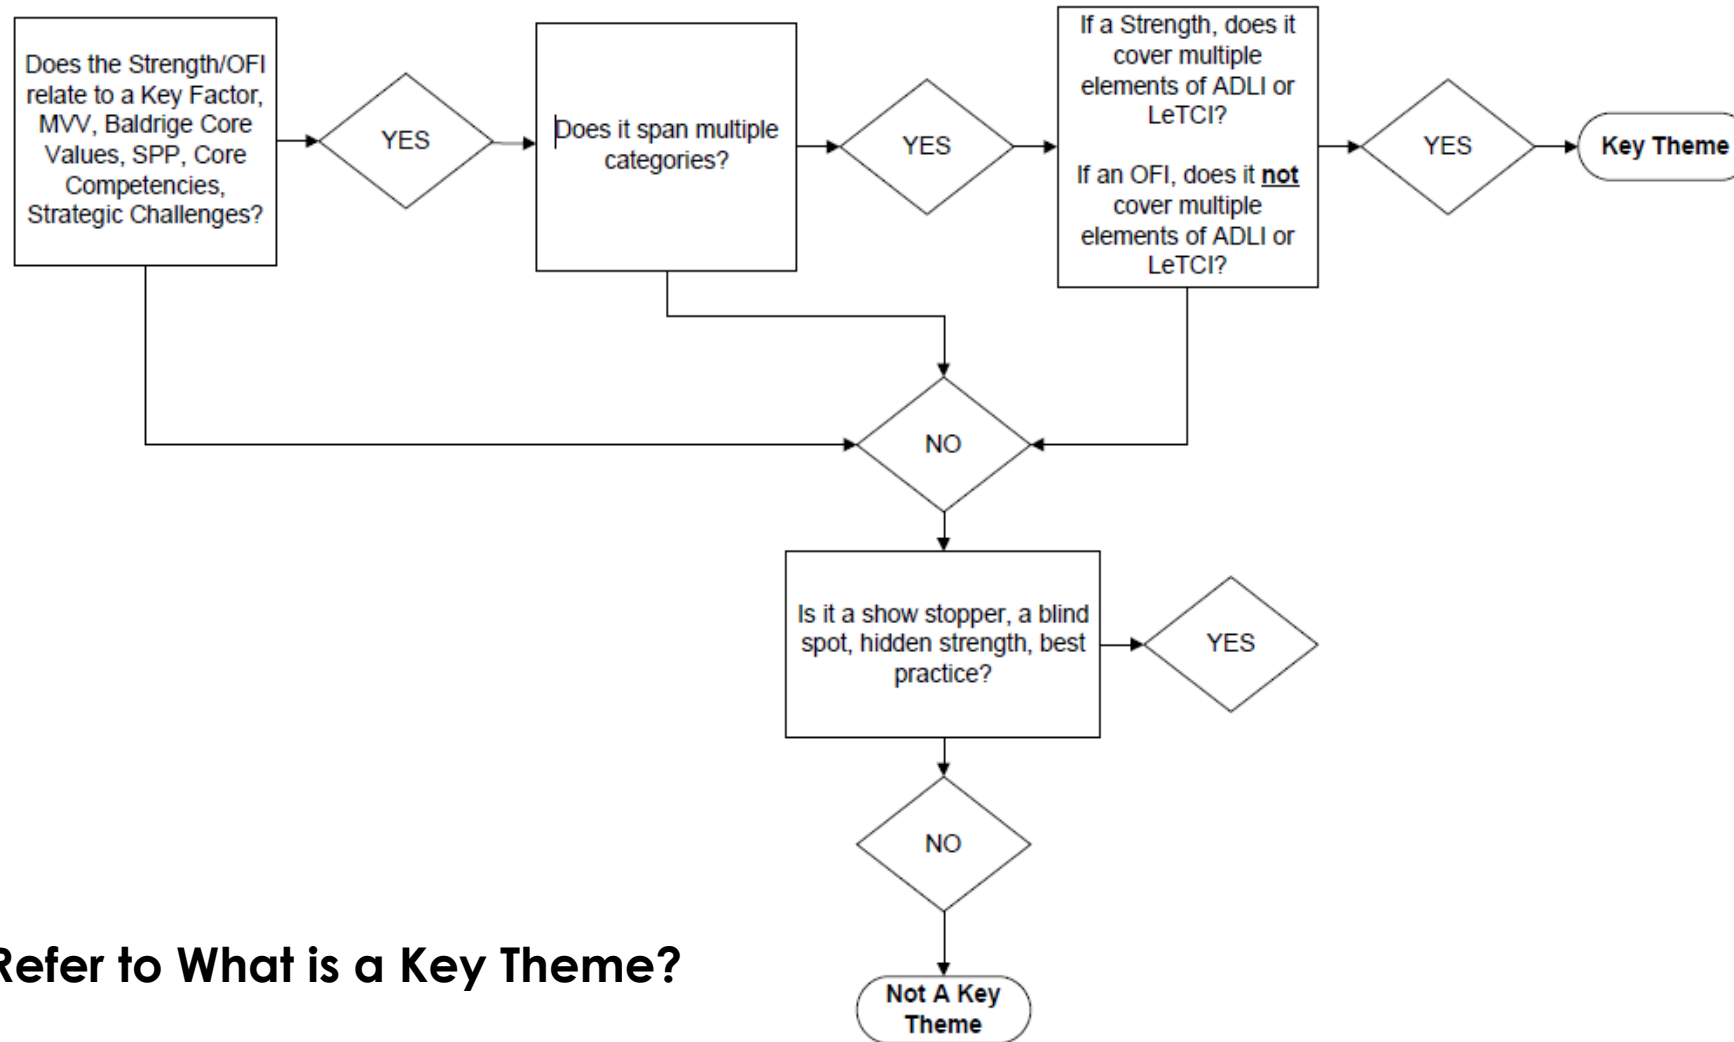 Does the Strength/OFI
relate to a Key Factor,
MVV, Baldrige Core
Values, SPP, Core
Competencies,
Strategic Challenges?
YES
Does it span multiple
categories?
YES
If a Strength, does it
cover multiple
elements of ADLI or
LeTCI?
If an OFI, does it not
cover multiple
elements of ADLI or
LeTCI?
YES
Key Theme
NO
Is it a show stopper, a blind
spot, hidden strength, best
practice?
YES
NO
Not A Key
Theme
Refer to What is a Key Theme?